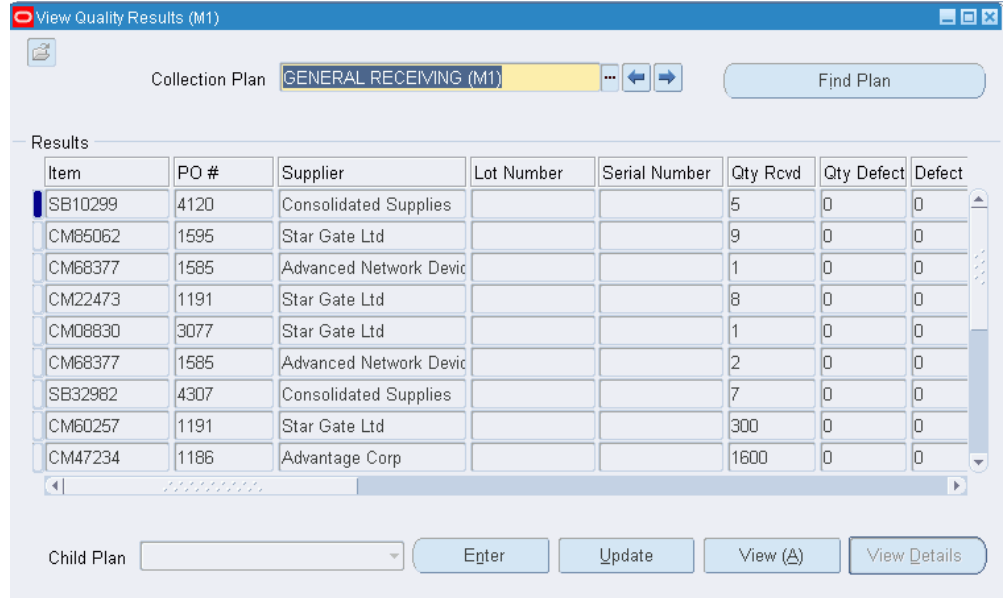 View Quality Results (M1)
Collection Plan GENERAL RECEIVING (M1) ... Find Plan
Results
Item PO # Supplier Lot Number Serial Number Qty Rcvd Qty Defect Defect
SB10299 4120 Consolidated Supplies 5 0 0
CM85062 1595 Star Gate Ltd 9 0 0
CM68377 1585 Advanced Network Devic 1 0 0
CM22473 1191 Star Gate Ltd 8 0 0
CM08830 3077 Star Gate Ltd 1 0 0
CM68377 1585 Advanced Network Devic 2 0 0
SB32982 4307 Consolidated Supplies 7 0 0
CM60257 1191 Star Gate Ltd 300 0 0
CM47234 1186 Advantage Corp 1600 0 0
Child Plan Enter Update View (A) View Details